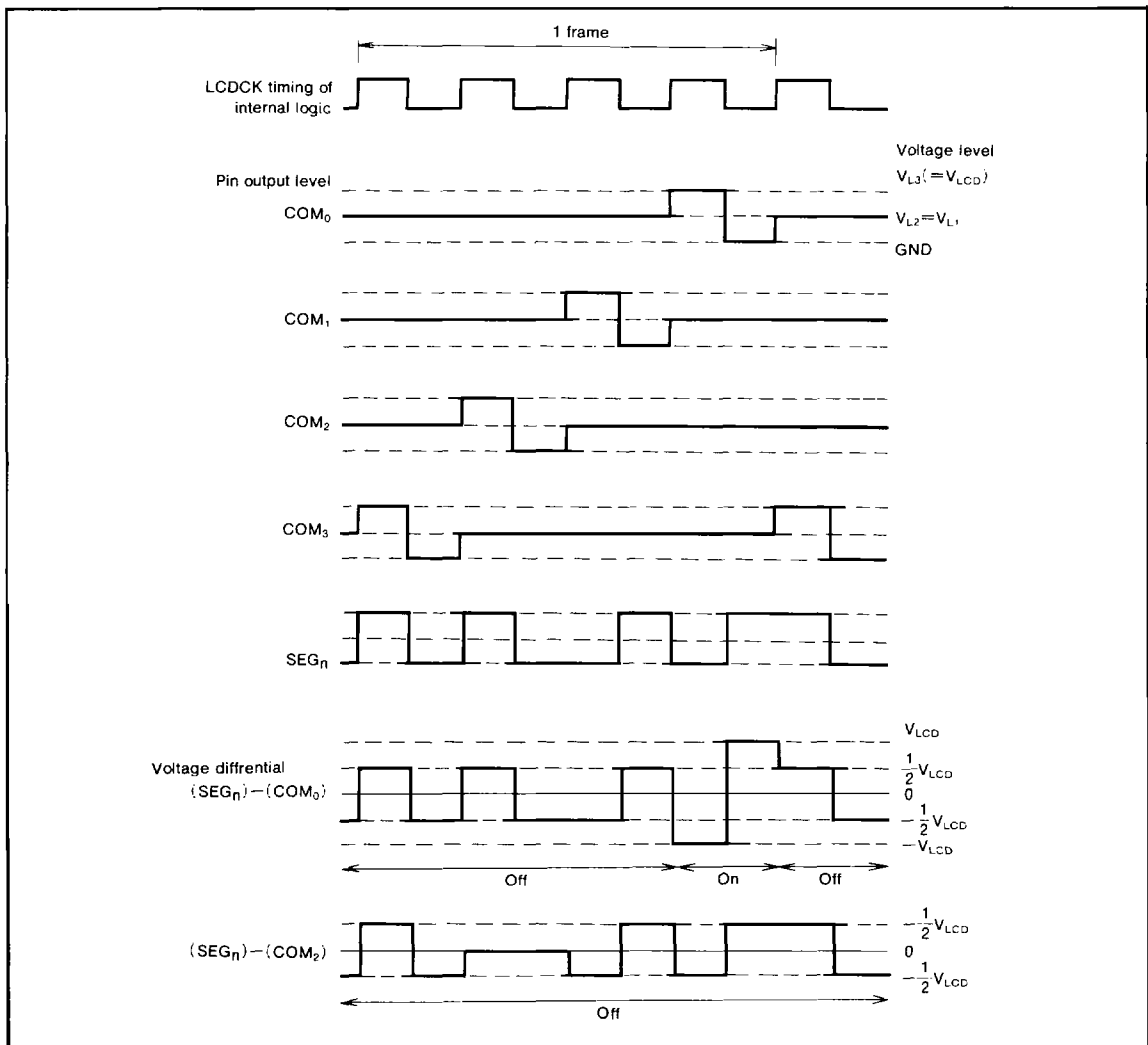 1 frame
LCDCK timing of
internal logic
Voltage level
Pin output level
V_L3(=V_LCD)
COM₀
V_L2=V_L1
GND
COM₁
COM₂
COM₃
SEGn
V_LCD
Voltage diffrential
1/2 V_LCD
(SEGn)−(COM₀)
0
−1/2 V_LCD
−V_LCD
Off
On
Off
1/2 V_LCD
(SEGn)−(COM₂)
0
−1/2 V_LCD
Off